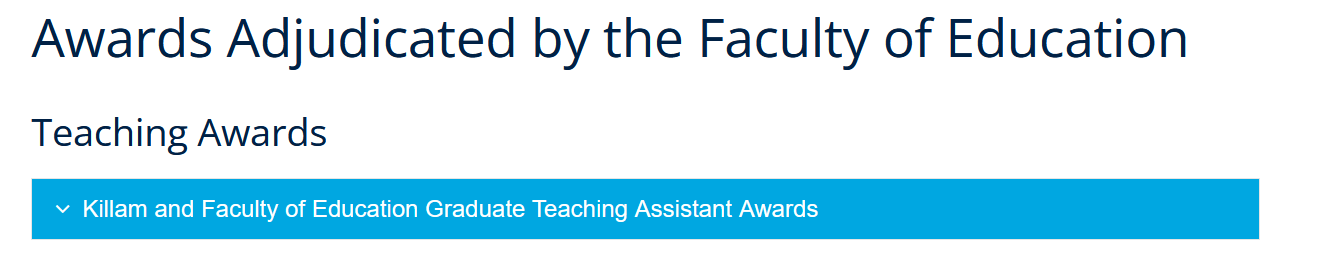 Awards Adjudicated by the Faculty of Education
Teaching Awards
Killam and Faculty of Education Graduate Teaching Assistant Awards